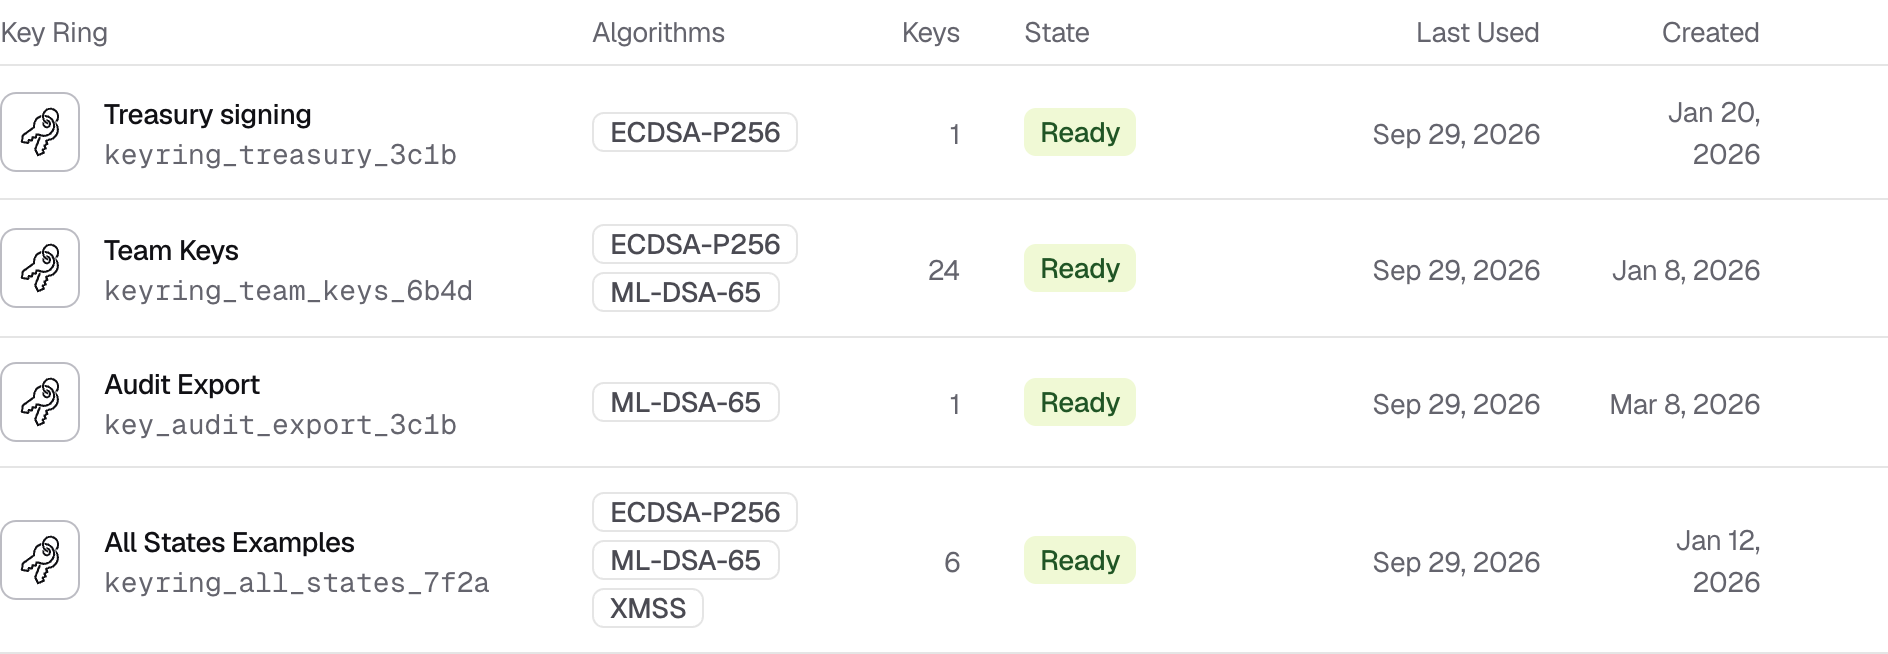 Key Ring Algorithms Keys State Last Used Created
Treasury signing
keyring_treasury_3c1b
ECDSA-P256
1
Ready
Sep 29, 2026
Jan 20,
2026
Team Keys
keyring_team_keys_6b4d
ECDSA-P256
ML-DSA-65
24
Ready
Sep 29, 2026
Jan 8, 2026
Audit Export
key_audit_export_3c1b
ML-DSA-65
1
Ready
Sep 29, 2026
Mar 8, 2026
All States Examples
keyring_all_states_7f2a
ECDSA-P256
ML-DSA-65
XMSS
6
Ready
Sep 29, 2026
Jan 12,
2026